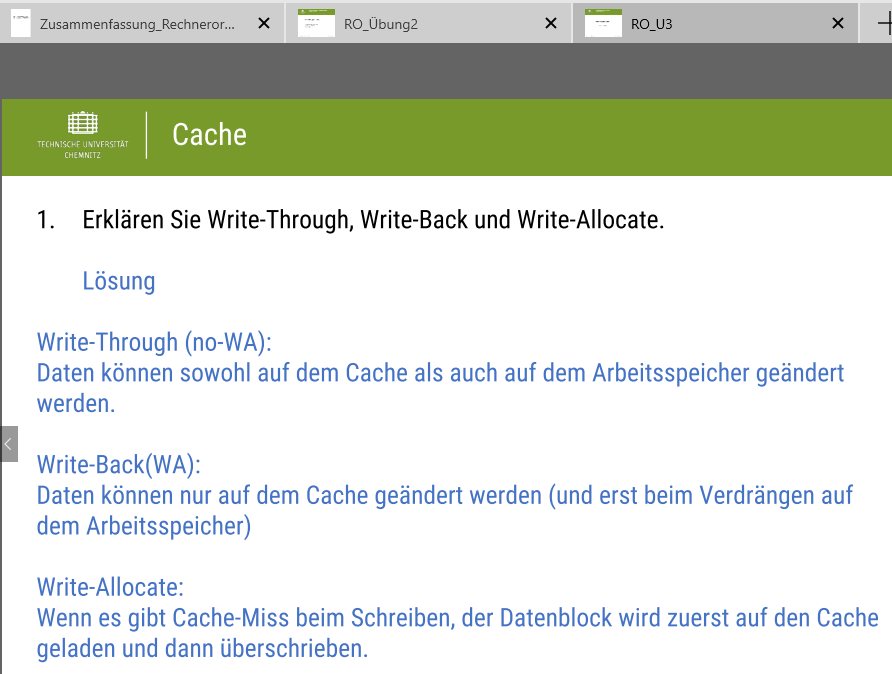 Zusammenfassung_Rechneror...
RO_Übung2
RO_U3
TECHNISCHE UNIVERSITÄT
CHEMNITZ
Cache
1. Erklären Sie Write-Through, Write-Back und Write-Allocate.
Lösung
Write-Through (no-WA):
Daten können sowohl auf dem Cache als auch auf dem Arbeitsspeicher geändert
werden.
Write-Back(WA):
Daten können nur auf dem Cache geändert werden (und erst beim Verdrängen auf
dem Arbeitsspeicher)
Write-Allocate:
Wenn es gibt Cache-Miss beim Schreiben, der Datenblock wird zuerst auf den Cache
geladen und dann überschrieben.